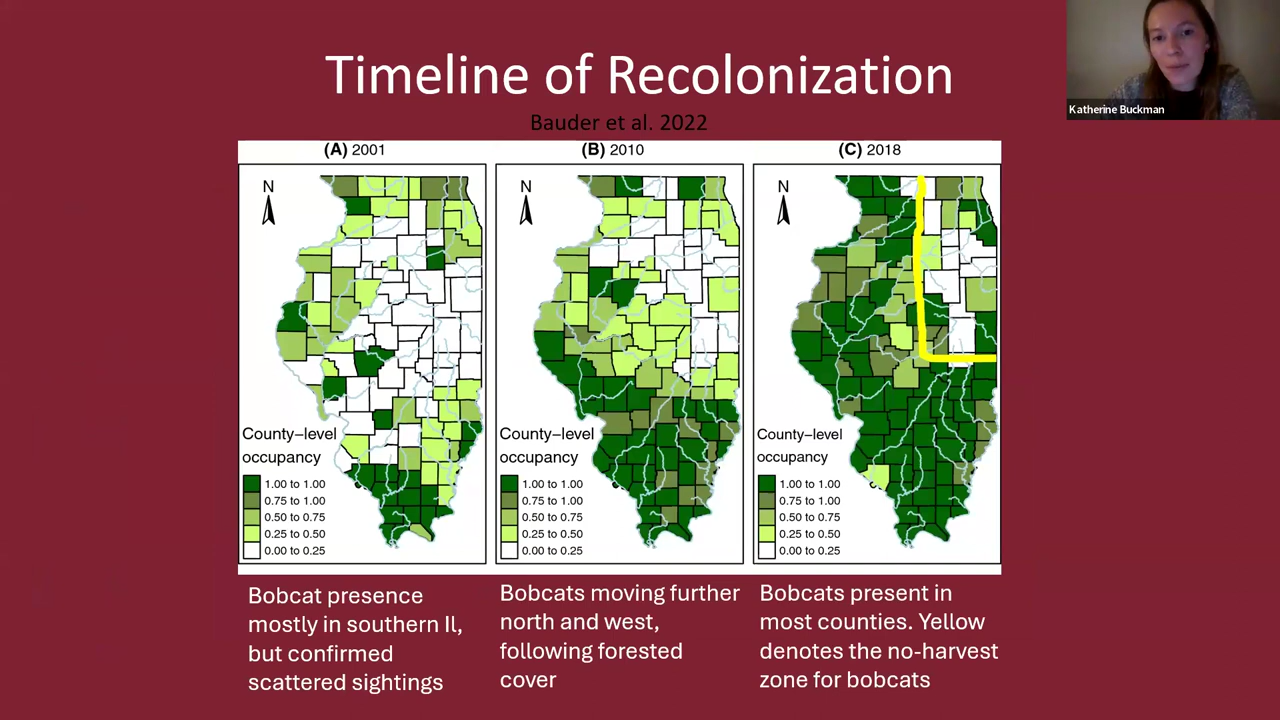 Timeline of Recolonization
Katherine Buckman
Bauder et al. 2022
(A) 2001
(B) 2010
(C) 2018
N
N
N
County–level
occupancy
1.00 to 1.00
0.75 to 1.00
0.50 to 0.75
0.25 to 0.50
0.00 to 0.25
County–level
occupancy
1.00 to 1.00
0.75 to 1.00
0.50 to 0.75
0.25 to 0.50
0.00 to 0.25
County–level
occupancy
1.00 to 1.00
0.75 to 1.00
0.50 to 0.75
0.25 to 0.50
0.00 to 0.25
Bobcat presence
mostly in southern Il,
but confirmed
scattered sightings
Bobcats moving further
north and west,
following forested
cover
Bobcats present in
most counties. Yellow
denotes the no-harvest
zone for bobcats